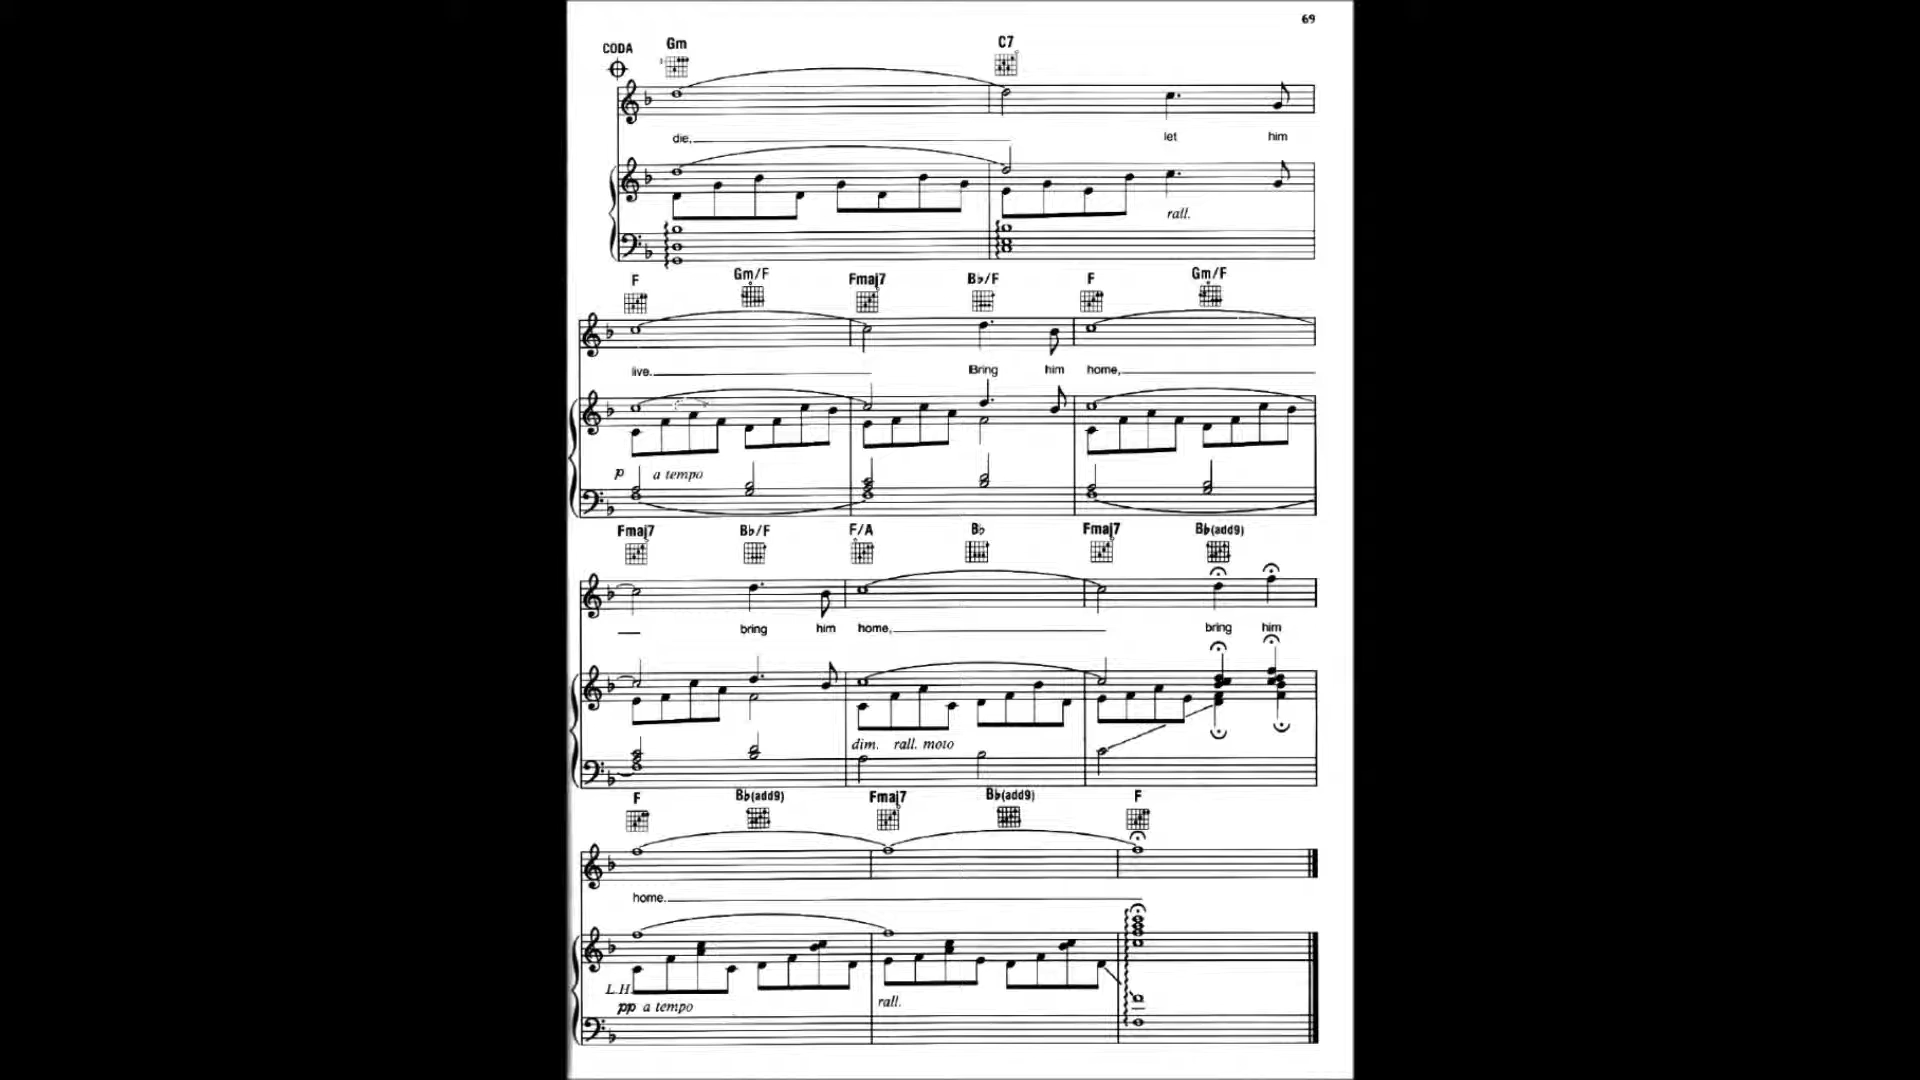 69
CODA Gm C7
die, let him
rall.
F Gm/F Fmaj7 B♭/F F Gm/F
live. Bring him home,
p a tempo
Fmaj7 B♭/F F/A B♭ Fmaj7 B♭(add9)
bring him home, bring him
dim. rall. moto
F B♭(add9) Fmaj7 B♭(add9) F
home.
L.H.
pp a tempo rall.